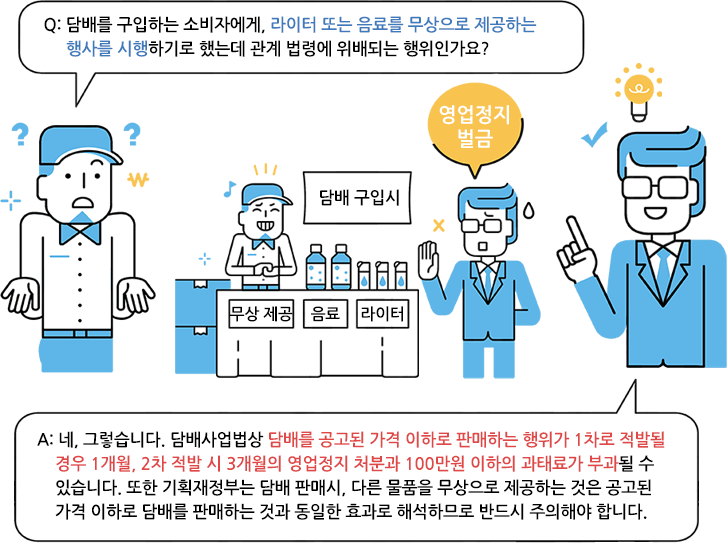 Q: 담배를 구입하는 소비자에게, 라이터 또는 음료를 무상으로 제공하는
행사를 시행하기로 했는데 관계 법령에 위배되는 행위인가요?
영업정지
벌금
? ?
₩
담배 구입시
무상 제공
음료
라이터
A: 네, 그렇습니다. 담배사업법상 담배를 공고된 가격 이하로 판매하는 행위가 1차로 적발될
경우 1개월, 2차 적발 시 3개월의 영업정지 처분과 100만원 이하의 과태료가 부과될 수
있습니다. 또한 기획재정부는 담배 판매시, 다른 물품을 무상으로 제공하는 것은 공고된
가격 이하로 담배를 판매하는 것과 동일한 효과로 해석하므로 반드시 주의해야 합니다.